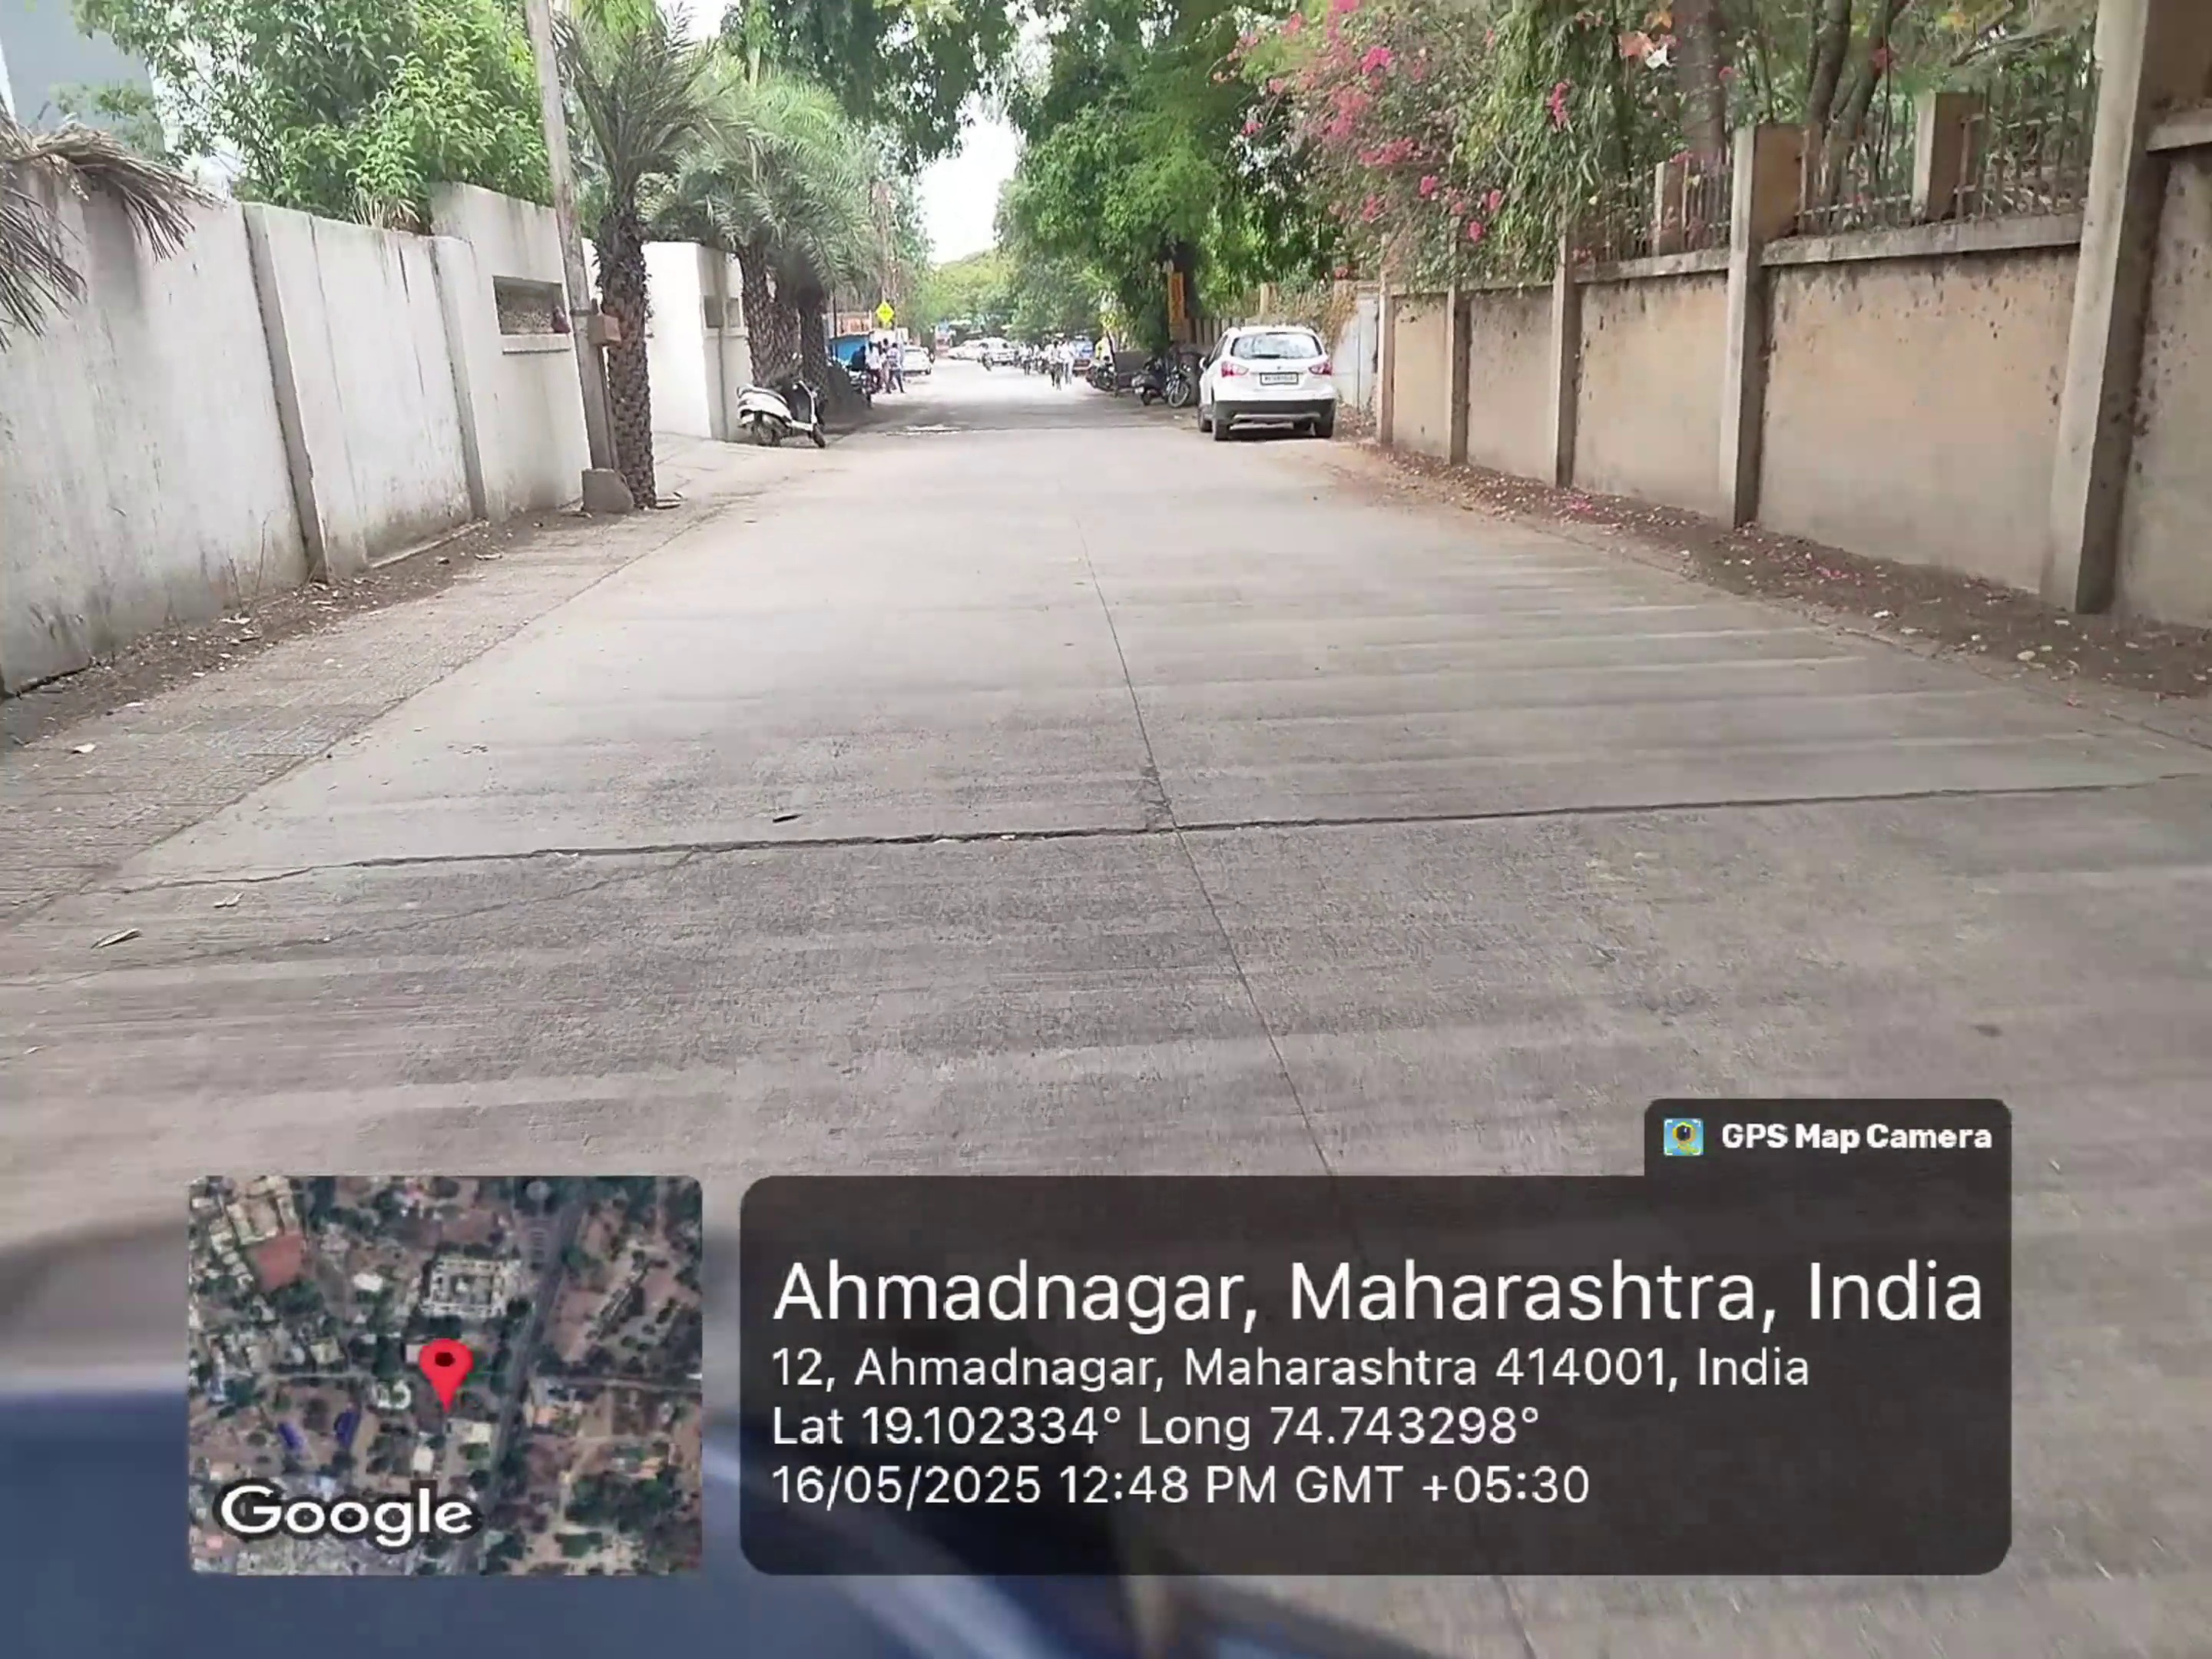 GPS Map Camera
Ahmadnagar, Maharashtra, India
12, Ahmadnagar, Maharashtra 414001, India
Lat 19.102334° Long 74.743298°
16/05/2025 12:48 PM GMT +05:30
Google